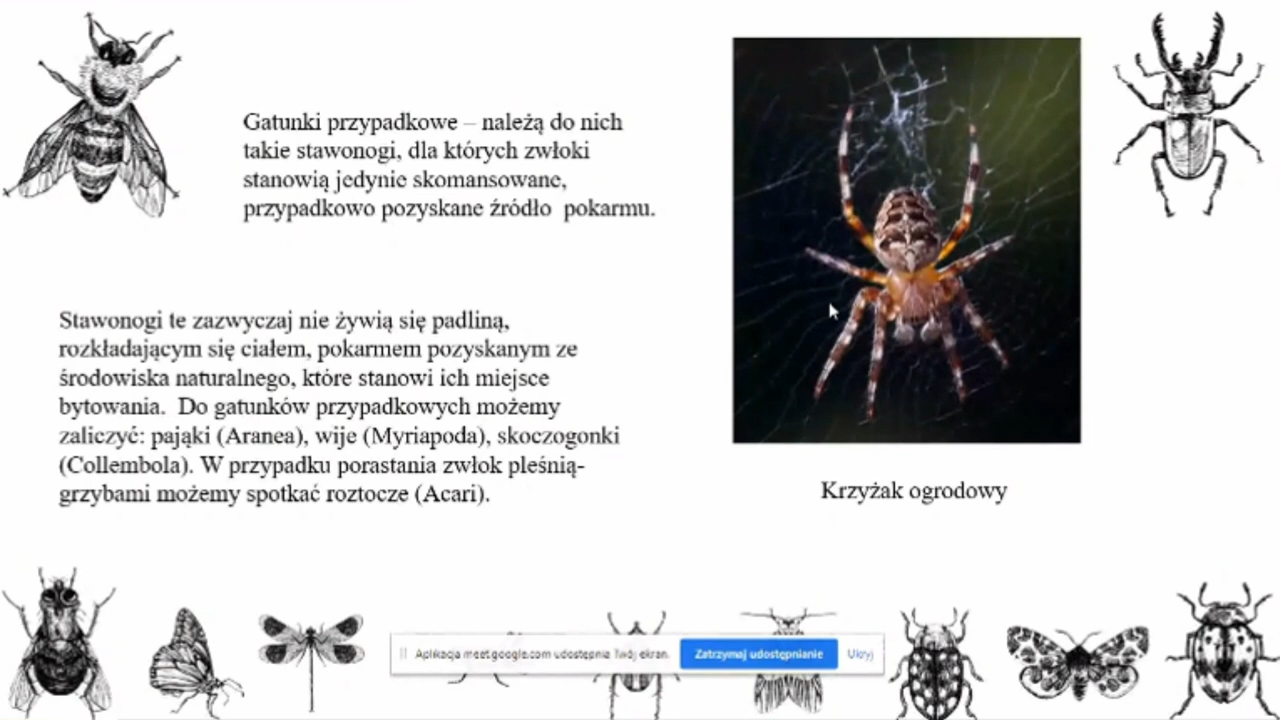 Gatunki przypadkowe – należą do nich
takie stawonogi, dla których zwłoki
stanowią jedynie skomansowane,
przypadkowo pozyskane źródło pokarmu.
Stawonogi te zazwyczaj nie żywią się padliną,
rozkładającym się ciałem, pokarmem pozyskanym ze
środowiska naturalnego, które stanowi ich miejsce
bytowania. Do gatunków przypadkowych możemy
zaliczyć: pająki (Aranea), wije (Myriapoda), skoczogonki
(Collembola). W przypadku porastania zwłok pleśnią-
grzybami możemy spotkać roztocze (Acari).
Krzyżak ogrodowy
Aplikacja meet.google.com udostępnia Twój ekran.
Zatrzymaj udostępnianie
Ukryj